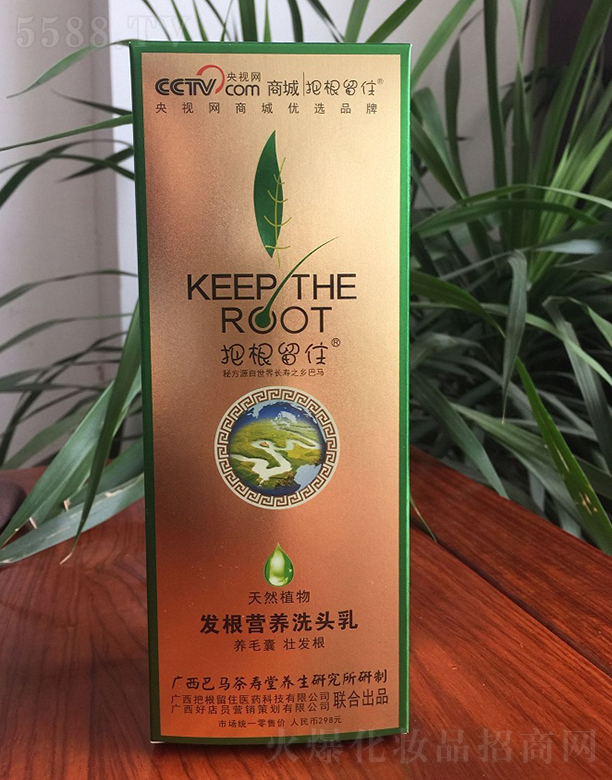 5588.TV
CCTV.com 央视网 商城 | 把根留住®
央视网商城优选品牌
KEEP THE
ROOT
把根留住®
秘方源自世界长寿之乡巴马
天然植物
发根营养洗头乳
养毛囊 壮发根
广西巴马茶寿堂养生研究所研制
广西把根留住医药科技有限公司
广西好店员营销策划有限公司
联合出品
市场统一零售价 人民币298元
火爆化妆品招商网